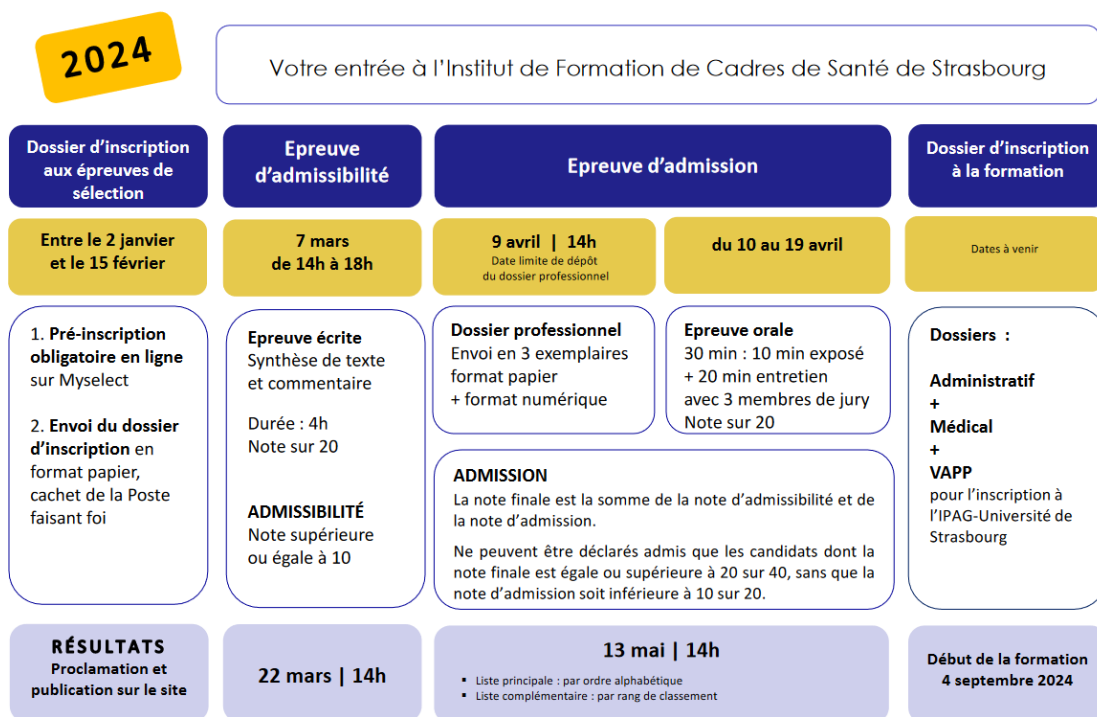 2024
Votre entrée à l'Institut de Formation de Cadres de Santé de Strasbourg
Dossier d'inscription
aux épreuves de
sélection
Epreuve
d'admissibilité
Epreuve d'admission
Dossier d'inscription
à la formation
Entre le 2 janvier
et le 15 février
7 mars
de 14h à 18h
9 avril | 14h
Date limite de dépôt
du dossier professionnel
du 10 au 19 avril
Dates à venir
1. Pré-inscription
obligatoire en ligne
sur Myselect
2. Envoi du dossier
d'inscription en
format papier,
cachet de la Poste
faisant foi
Epreuve écrite
Synthèse de texte
et commentaire
Durée : 4h
Note sur 20
ADMISSIBILITÉ
Note supérieure
ou égale à 10
Dossier professionnel
Envoi en 3 exemplaires
format papier
+ format numérique
Epreuve orale
30 min : 10 min exposé
+ 20 min entretien
avec 3 membres de jury
Note sur 20
ADMISSION
La note finale est la somme de la note d'admissibilité et de
la note d'admission.
Ne peuvent être déclarés admis que les candidats dont la
note finale est égale ou supérieure à 20 sur 40, sans que la
note d'admission soit inférieure à 10 sur 20.
Dossiers :
Administratif
+
Médical
+
VAPP
pour l'inscription à
l'IPAG-Université de
Strasbourg
RÉSULTATS
Proclamation et
publication sur le site
22 mars | 14h
13 mai | 14h
▪ Liste principale : par ordre alphabétique
▪ Liste complémentaire : par rang de classement
Début de la formation
4 septembre 2024